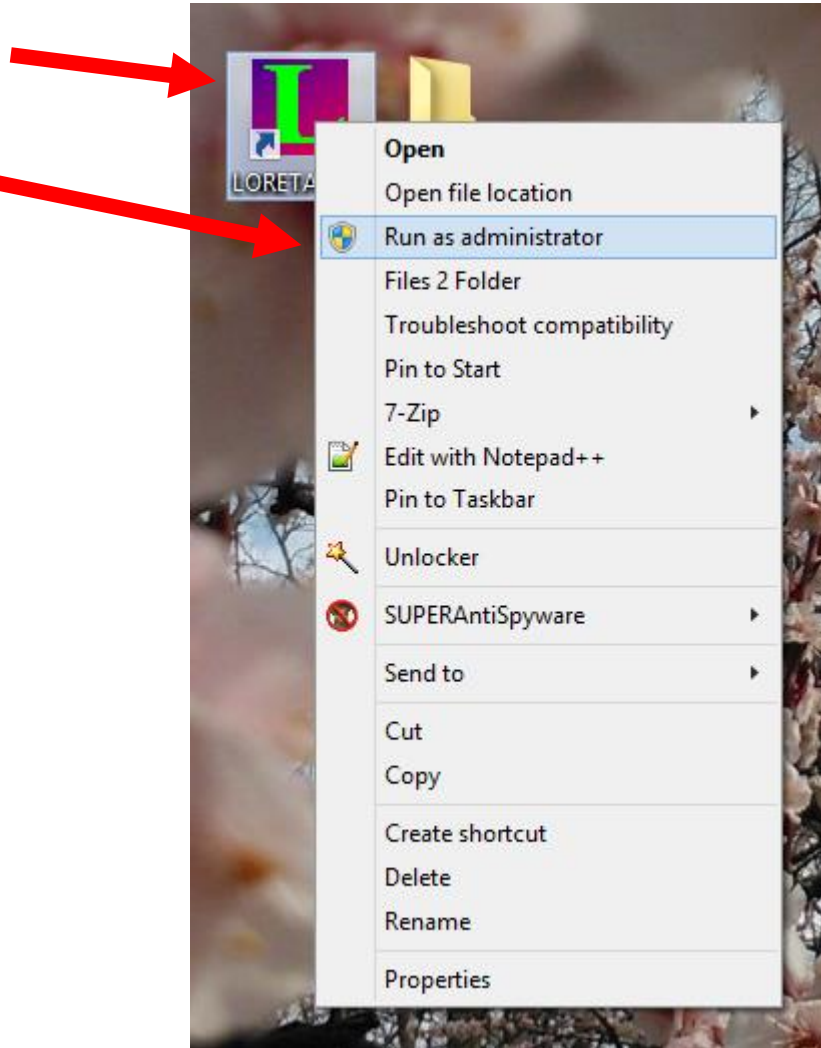 L
LORETA
Open
Open file location
Run as administrator
Files 2 Folder
Troubleshoot compatibility
Pin to Start
7-Zip
Edit with Notepad++
Pin to Taskbar
Unlocker
SUPERAntiSpyware
Send to
Cut
Copy
Create shortcut
Delete
Rename
Properties